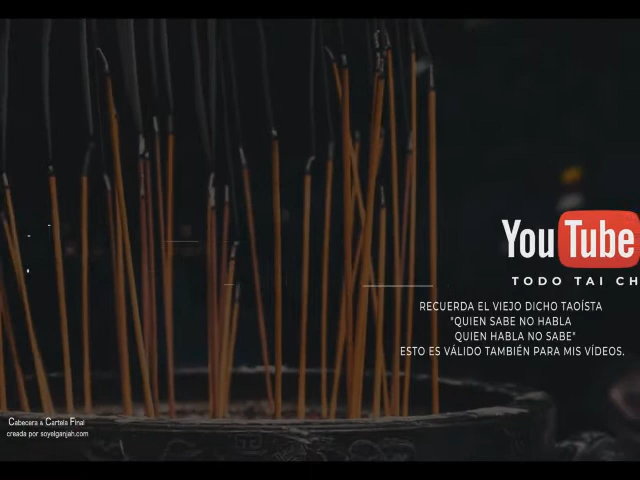 YouTube
TODO TAI CH
RECUERDA EL VIEJO DICHO TAOÍSTA
"QUIEN SABE NO HABLA
QUIEN HABLA NO SABE"
ESTO ES VÁLIDO TAMBIÉN PARA MIS VÍDEOS.
Cabecera & Cartela Final
creada por soyelganjah.com